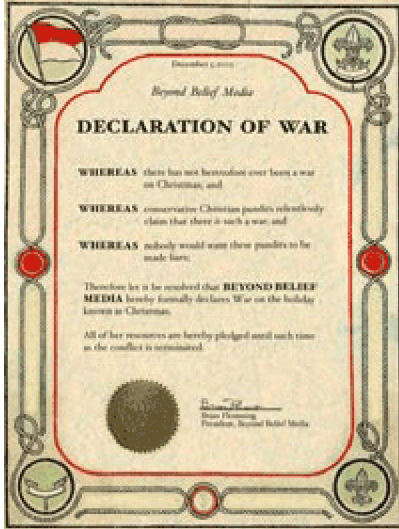 December 5,
Beyond Belief Media
DECLARATION OF WAR
WHEREAS there has not heretofore ever been a war
on Christmas, and
WHEREAS conservative Christian pundits relentlessly
claim that there is such a war, and
WHEREAS nobody would want these pundits to be
made liars;
Therefore let it be resolved that BEYOND BELIEF
MEDIA hereby formally declares War on the holiday
known as Christmas.
All of her resources are hereby pledged until such time
as the conflict is terminated.
Brian Flemming
President, Beyond Belief Media